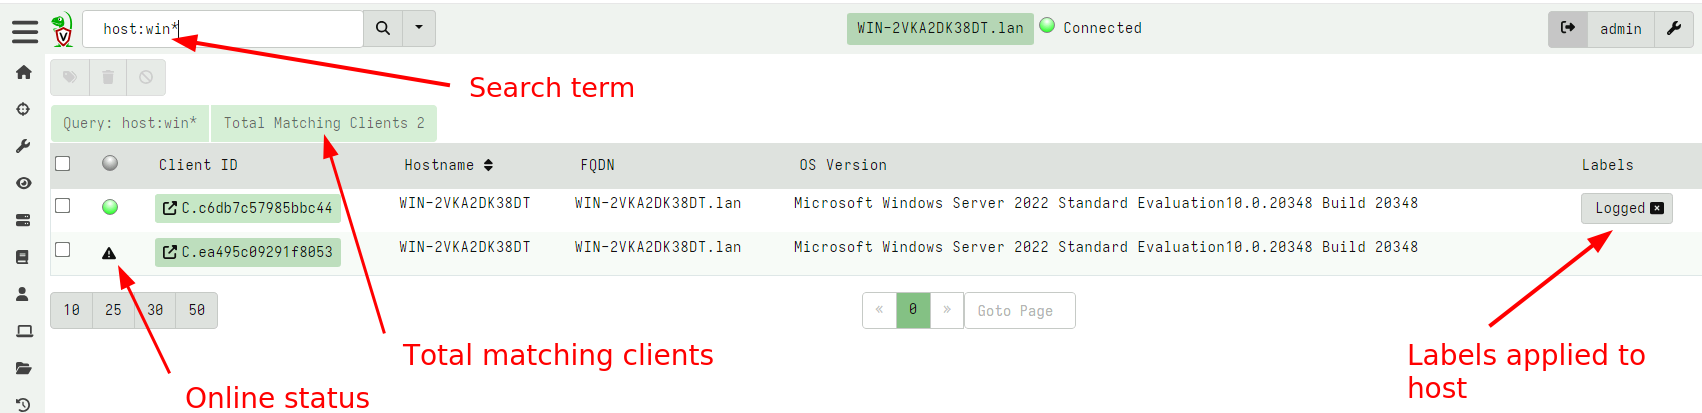 host:win*
WIN-2VKA2DK38DT.lan
Connected
admin
Search term
Query: host:win*
Total Matching Clients 2
Client ID
Hostname
FQDN
OS Version
Labels
C.c6db7c57985bbc44
WIN-2VKA2DK38DT
WIN-2VKA2DK38DT.lan
Microsoft Windows Server 2022 Standard Evaluation10.0.20348 Build 20348
Logged
C.ea495c09291f8053
WIN-2VKA2DK38DT
WIN-2VKA2DK38DT.lan
Microsoft Windows Server 2022 Standard Evaluation10.0.20348 Build 20348
10
25
30
50
«
0
»
Goto Page
Total matching clients
Labels applied to
host
Online status